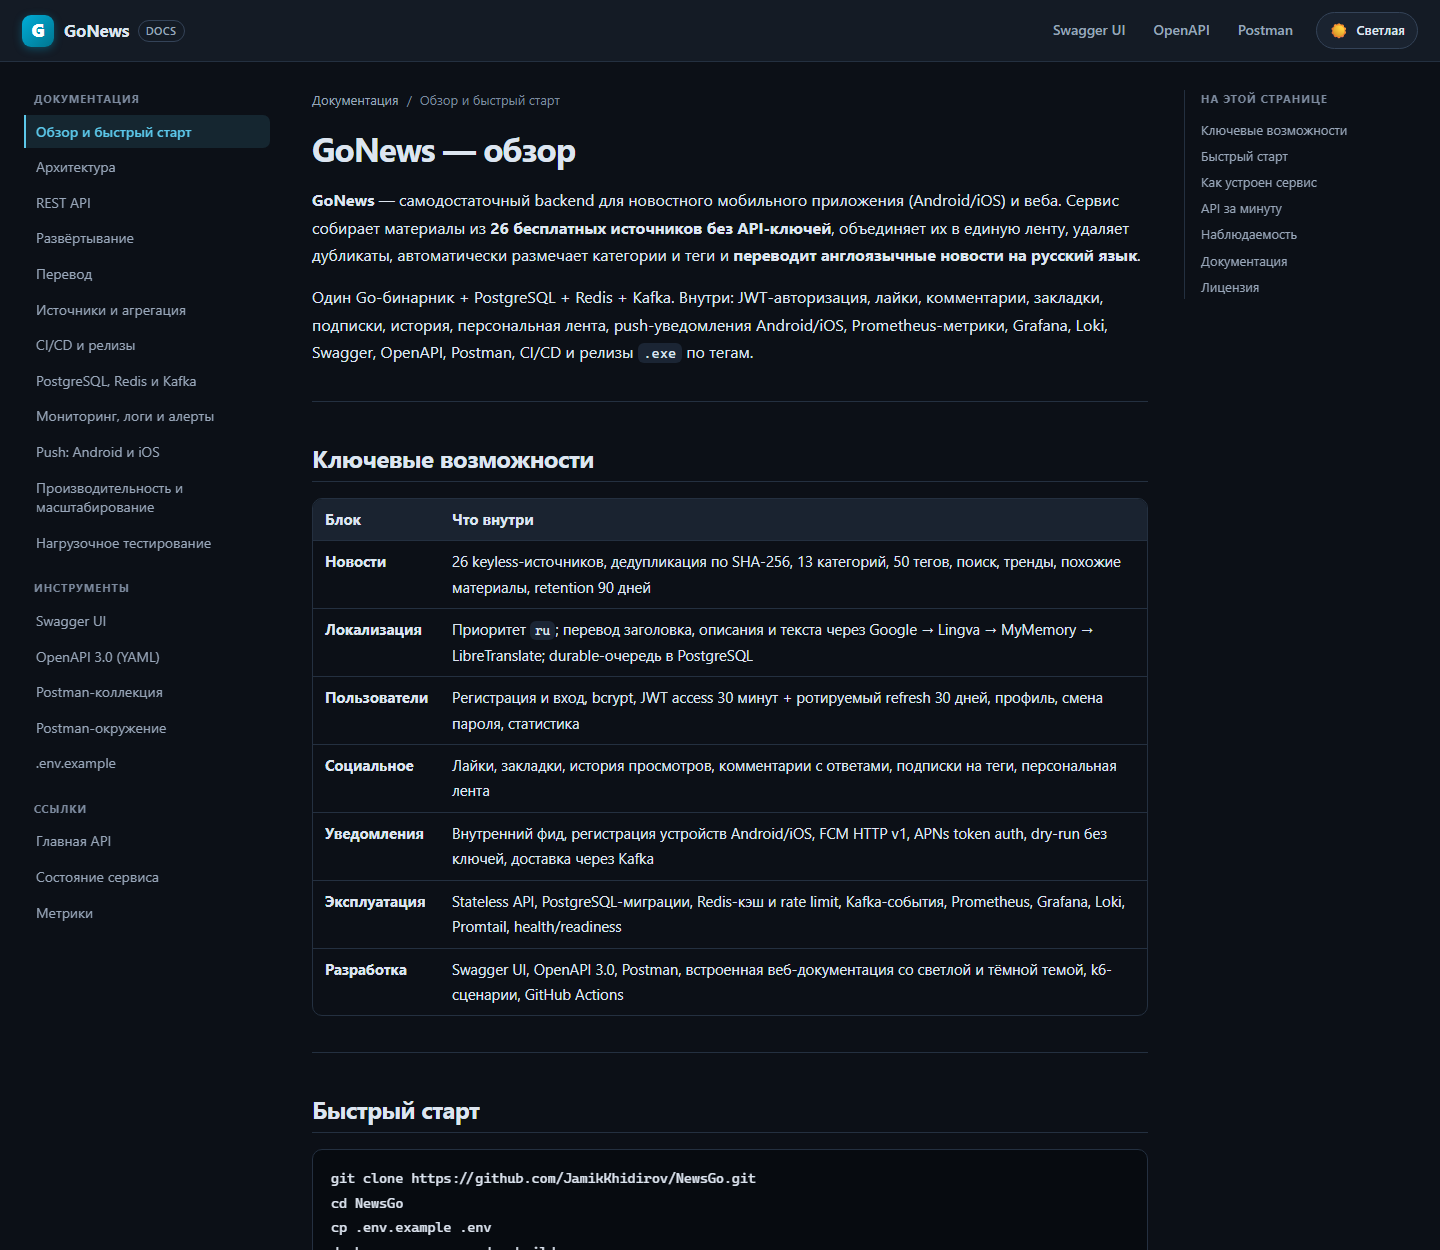 G GoNews DOCS
Swagger UI OpenAPI Postman Светлая
ДОКУМЕНТАЦИЯ
Обзор и быстрый старт
Архитектура
REST API
Развёртывание
Перевод
Источники и агрегация
CI/CD и релизы
PostgreSQL, Redis и Kafka
Мониторинг, логи и алерты
Push: Android и iOS
Производительность и
масштабирование
Нагрузочное тестирование
ИНСТРУМЕНТЫ
Swagger UI
OpenAPI 3.0 (YAML)
Postman-коллекция
Postman-окружение
.env.example
ССЫЛКИ
Главная API
Состояние сервиса
Метрики
Документация / Обзор и быстрый старт
GoNews — обзор
GoNews — самодостаточный backend для новостного мобильного приложения (Android/iOS) и веба. Сервис
собирает материалы из 26 бесплатных источников без API-ключей, объединяет их в единую ленту, удаляет
дубликаты, автоматически размечает категории и теги и переводит англоязычные новости на русский язык.
Один Go-бинарник + PostgreSQL + Redis + Kafka. Внутри: JWT-авторизация, лайки, комментарии, закладки,
подписки, история, персональная лента, push-уведомления Android/iOS, Prometheus-метрики, Grafana, Loki,
Swagger, OpenAPI, Postman, CI/CD и релизы .exe по тегам.
Ключевые возможности
Блок Что внутри
Новости 26 keyless-источников, дедупликация по SHA-256, 13 категорий, 50 тегов, поиск, тренды, похожие
материалы, retention 90 дней
Локализация Приоритет ru; перевод заголовка, описания и текста через Google → Lingva → MyMemory →
LibreTranslate; durable-очередь в PostgreSQL
Пользователи Регистрация и вход, bcrypt, JWT access 30 минут + ротируемый refresh 30 дней, профиль, смена
пароля, статистика
Социальное Лайки, закладки, история просмотров, комментарии с ответами, подписки на теги, персональная
лента
Уведомления Внутренний фид, регистрация устройств Android/iOS, FCM HTTP v1, APNs token auth, dry-run без
ключей, доставка через Kafka
Эксплуатация Stateless API, PostgreSQL-миграции, Redis-кэш и rate limit, Kafka-события, Prometheus, Grafana, Loki,
Promtail, health/readiness
Разработка Swagger UI, OpenAPI 3.0, Postman, встроенная веб-документация со светлой и тёмной темой, k6-
сценарии, GitHub Actions
Быстрый старт
git clone https://github.com/JamikKhidirov/NewsGo.git
cd NewsGo
cp .env.example .env
НА ЭТОЙ СТРАНИЦЕ
Ключевые возможности
Быстрый старт
Как устроен сервис
API за минуту
Наблюдаемость
Документация
Лицензия